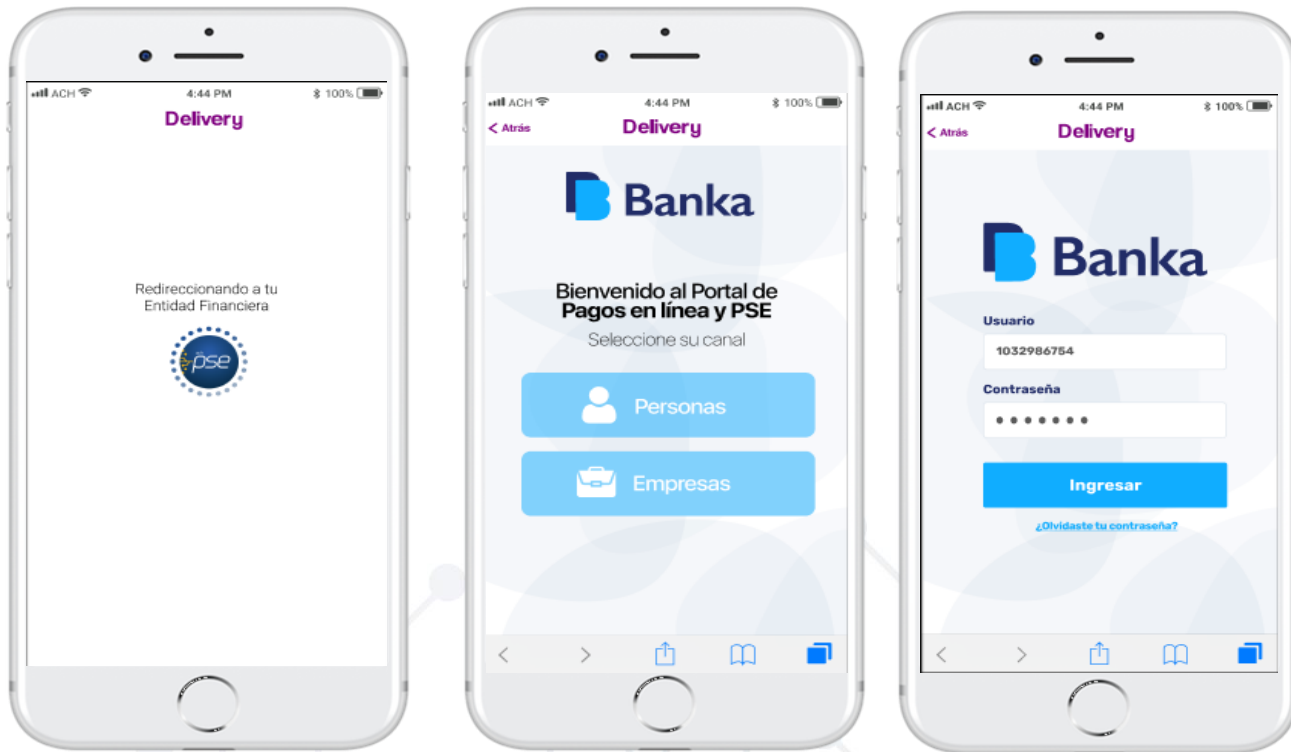 ACH 4:44 PM 100%
Delivery
Redireccionando a tu
Entidad Financiera
pse
ACH 4:44 PM 100%
< Atrás Delivery
Banka
Bienvenido al Portal de
Pagos en línea y PSE
Seleccione su canal
Personas
Empresas
ACH 4:44 PM 100%
< Atrás Delivery
Banka
Usuario
1032986754
Contraseña
Ingresar
¿Olvidaste tu contraseña?